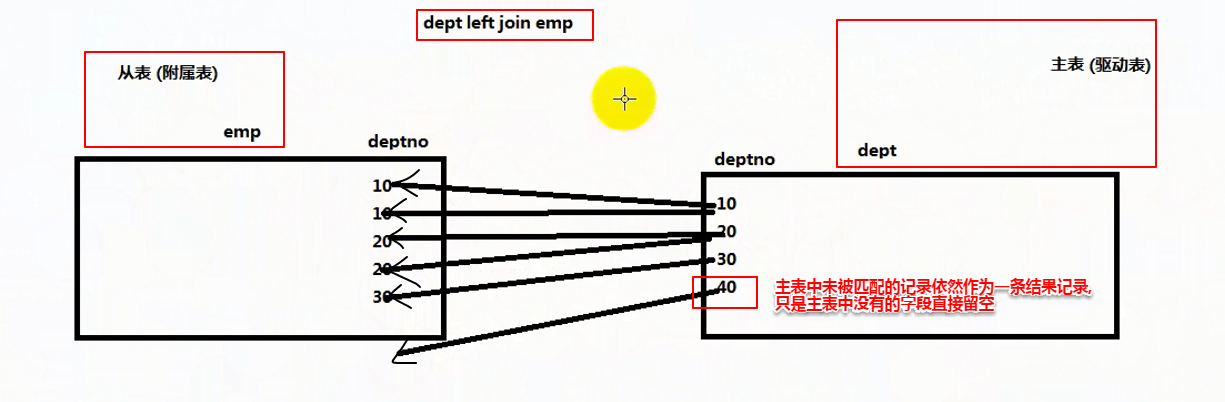 dept left join emp
从表 (附属表)
emp
主表 (驱动表)
dept
deptno
10
10
20
20
30
deptno
10
20
30
40
主表中未被匹配的记录依然作为一条结果记录,
只是主表中没有的字段直接留空